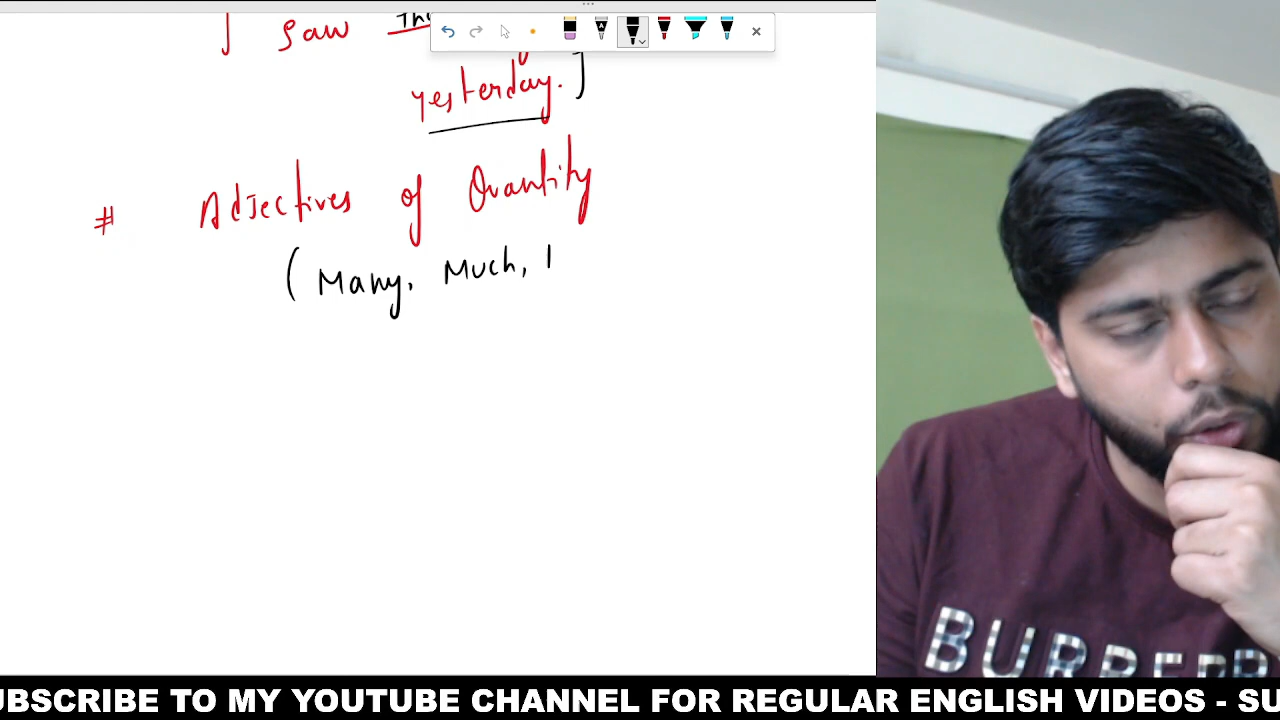 I saw
yesterday.]
# Adjectives of Quantity
(Many, Much, l
BURBERR
UBSCRIBE TO MY YOUTUBE CHANNEL FOR REGULAR ENGLISH VIDEOS - SU